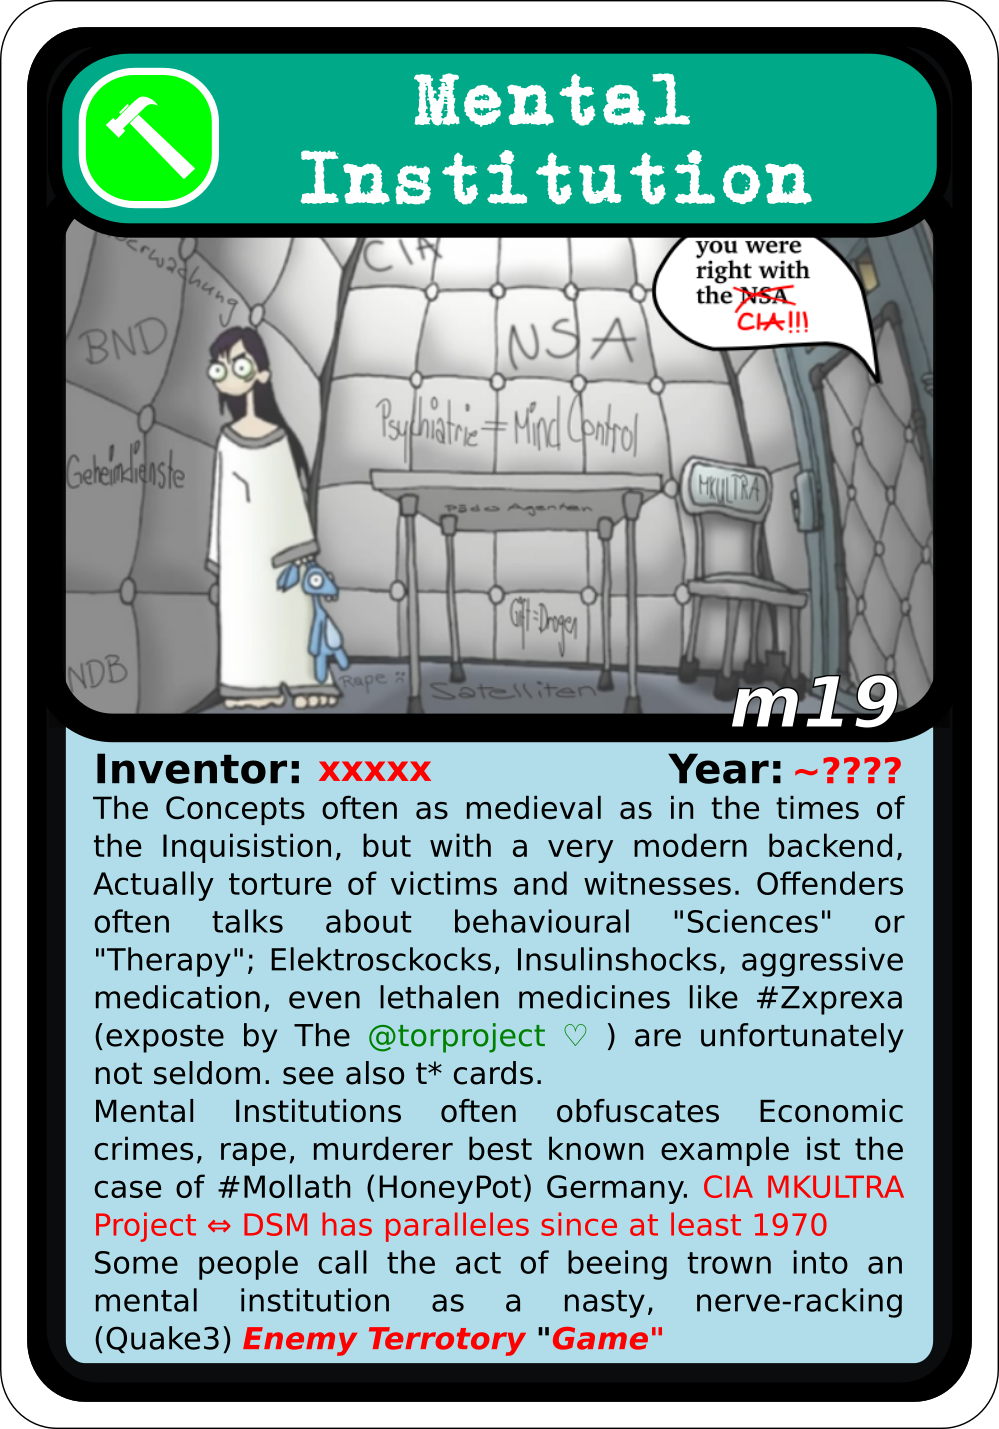 Mental
Institution
Überwachung
CIA
you were
right with
the NSA
CIA!!!
BND
NSA
Psychiatrie = Mind Control
Geheimdienste
MKULTRA
Pädo Agenten
Gift=Drogen
NDB
Rape :c
Satelliten
m19
Inventor: xxxxx Year: ~????
The Concepts often as medieval as in the times of
the Inquisistion, but with a very modern backend,
Actually torture of victims and witnesses. Offenders
often talks about behavioural "Sciences" or
"Therapy"; Elektrosckocks, Insulinshocks, aggressive
medication, even lethalen medicines like #Zxprexa
(exposte by The @torproject ♡ ) are unfortunately
not seldom. see also t* cards.
Mental Institutions often obfuscates Economic
crimes, rape, murderer best known example ist the
case of #Mollath (HoneyPot) Germany. CIA MKULTRA
Project ⇔ DSM has paralleles since at least 1970
Some people call the act of beeing trown into an
mental institution as a nasty, nerve-racking
(Quake3) Enemy Terrotory "Game"